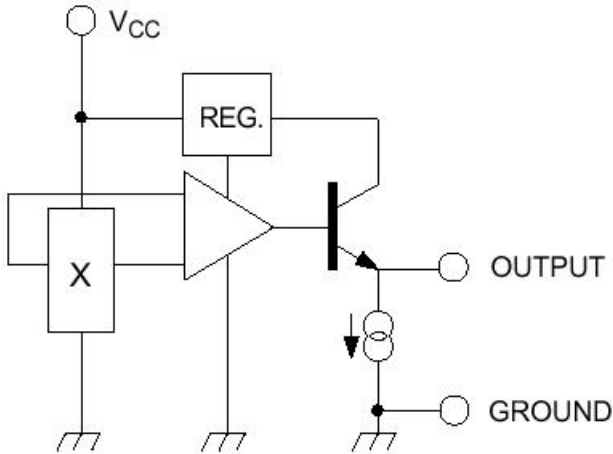 VCC
REG.
X
OUTPUT
GROUND